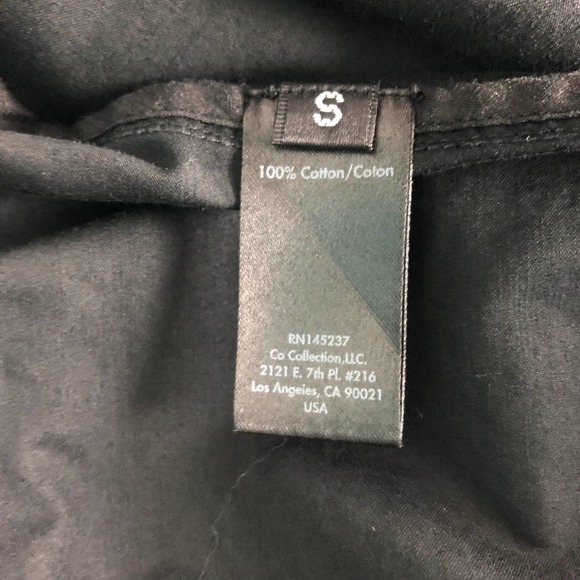 S
100% Cotton/Coton
RN145237
Co Collection,LLC.
2121 E. 7th Pl. #216
Los Angeles, CA 90021
USA